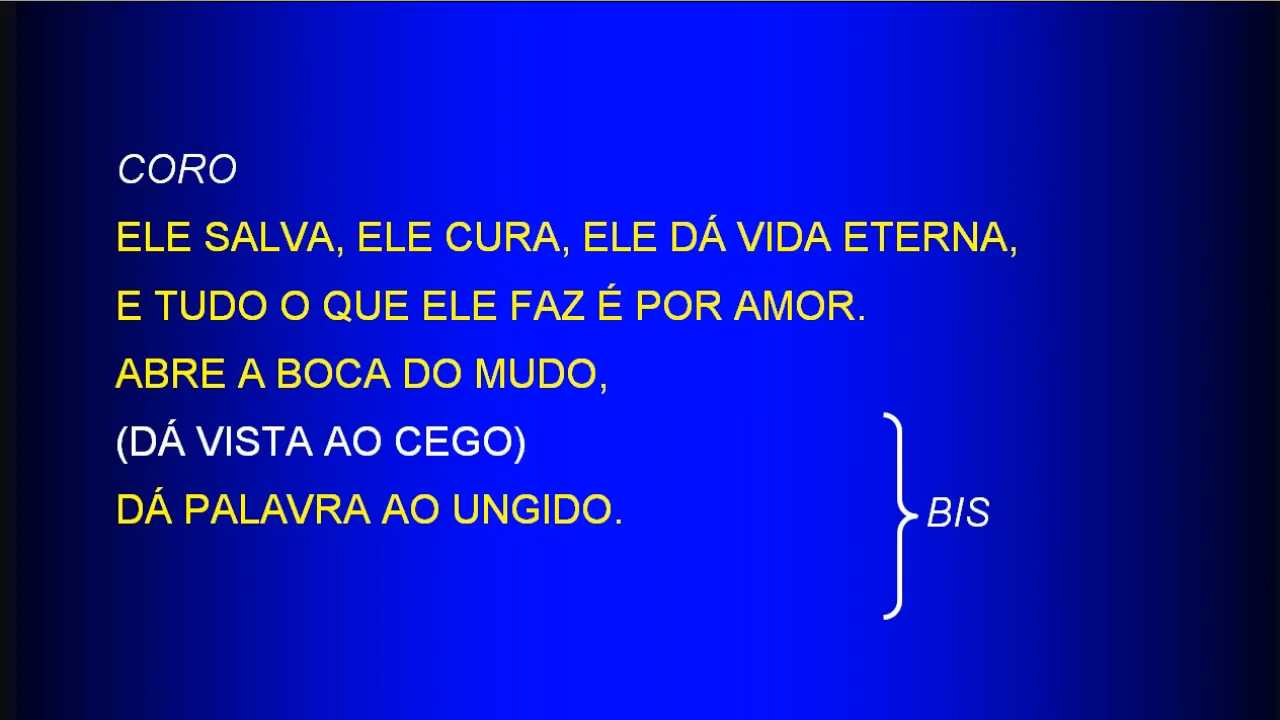 CORO
ELE SALVA, ELE CURA, ELE DÁ VIDA ETERNA,
E TUDO O QUE ELE FAZ É POR AMOR.
ABRE A BOCA DO MUDO,
(DÁ VISTA AO CEGO)
DÁ PALAVRA AO UNGIDO.
BIS